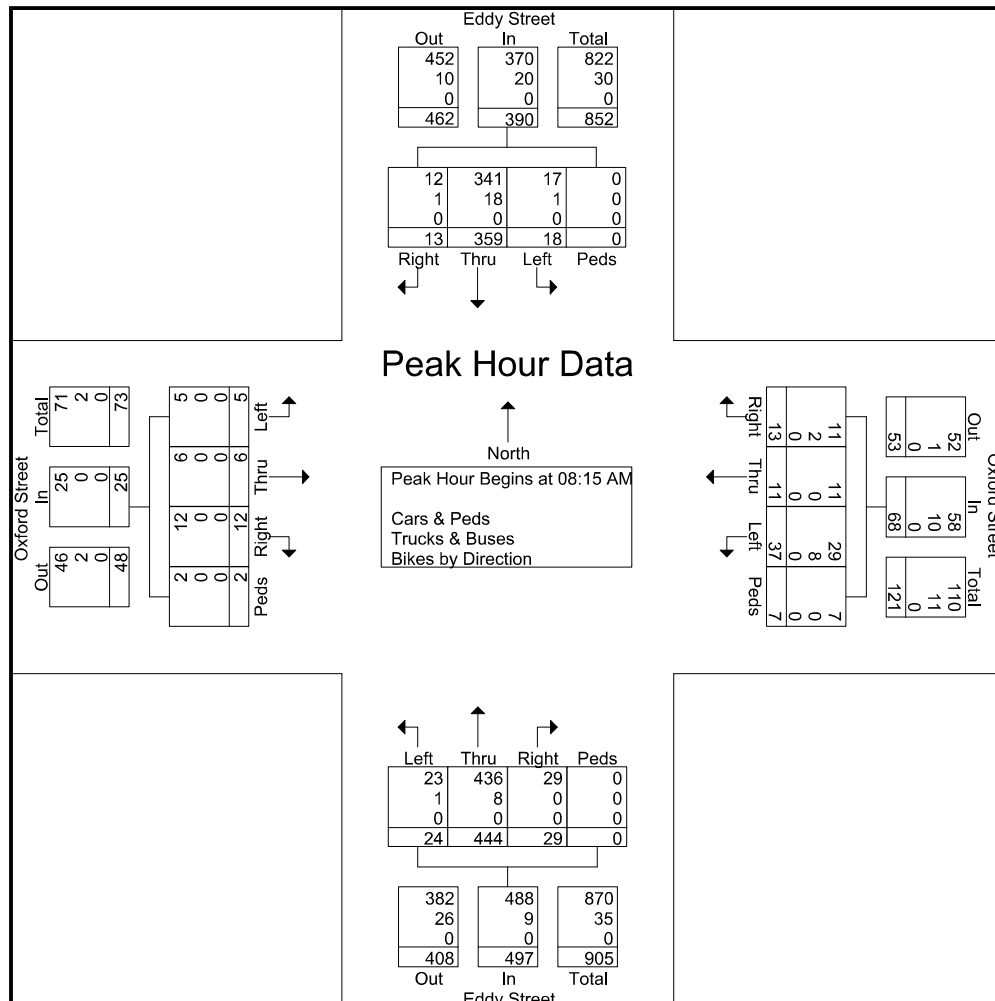 Eddy Street
Out In Total
452 370 822
10 20 30
0 0 0
462 390 852
12 341 17 0
1 18 1 0
0 0 0 0
13 359 18 0
Right Thru Left Peds
Peak Hour Data
North
Peak Hour Begins at 08:15 AM
Cars & Peds
Trucks & Buses
Bikes by Direction
Oxford Street
Out In Total
46 25 71
2 0 2
0 0 0
48 25 73
2 12 6 5
0 0 0 0
0 0 0 0
2 12 6 5
Peds Right Thru Left
Oxford Street
Out In Total
52 58 110
1 10 11
0 0 0
53 68 121
11 11 29 7
2 0 8 0
0 0 0 0
13 11 37 7
Right Thru Left Peds
Left Thru Right Peds
23 436 29 0
1 8 0 0
0 0 0 0
24 444 29 0
382 488 870
26 9 35
0 0 0
408 497 905
Out In Total
Eddy Street